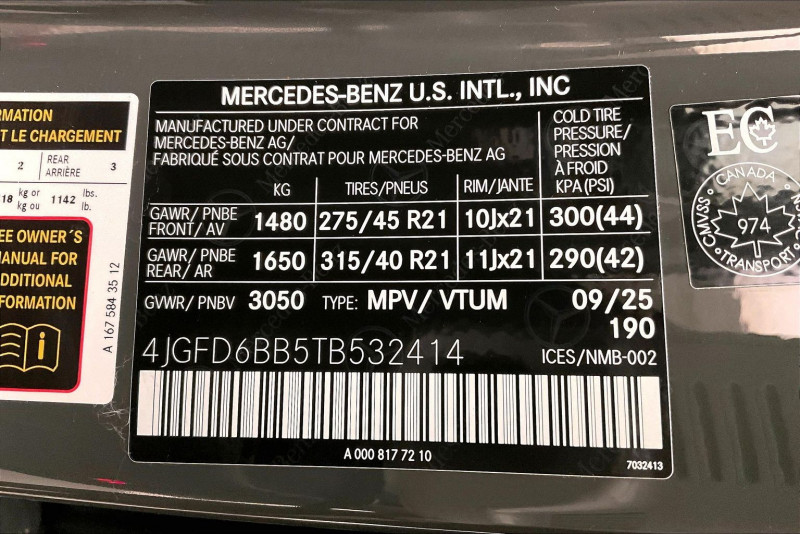 RMATION
T LE CHARGEMENT
2 REAR ARRIÈRE 3
18 kg or kg ou 1142 lbs. lb.
EE OWNER´S
MANUAL FOR
ADDITIONAL
FORMATION
A 167 584 35 12
MERCEDES-BENZ U.S. INTL., INC
MANUFACTURED UNDER CONTRACT FOR
MERCEDES-BENZ AG/
FABRIQUÉ SOUS CONTRAT POUR MERCEDES-BENZ AG
COLD TIRE
PRESSURE/
PRESSION
À FROID
KPA (PSI)
KG TIRES/PNEUS RIM/JANTE
GAWR/ PNBE FRONT/ AV 1480 275/45 R21 10Jx21 300(44)
GAWR/ PNBE REAR/ AR 1650 315/40 R21 11Jx21 290(42)
GVWR/ PNBV 3050 TYPE: MPV/ VTUM 09/25
190
4JGFD6BB5TB532414 ICES/NMB-002
A 000 817 72 10
7032413
EC
CANADA
974
CMVSS
TRANSPORT